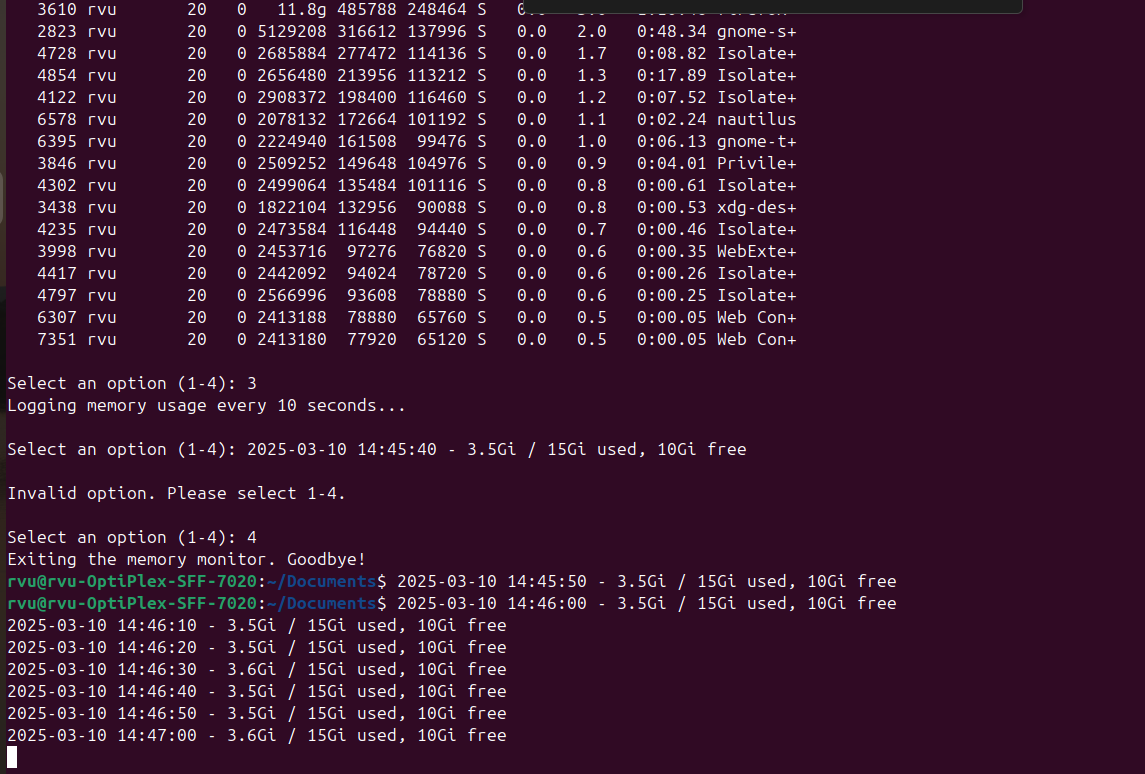 3610 rvu 20 0 11.8g 485788 248464 S
2823 rvu 20 0 5129208 316612 137996 S 0.0 2.0 0:48.34 gnome-s+
4728 rvu 20 0 2685884 277472 114136 S 0.0 1.7 0:08.82 Isolate+
4854 rvu 20 0 2656480 213956 113212 S 0.0 1.3 0:17.89 Isolate+
4122 rvu 20 0 2908372 198400 116460 S 0.0 1.2 0:07.52 Isolate+
6578 rvu 20 0 2078132 172664 101192 S 0.0 1.1 0:02.24 nautilus
6395 rvu 20 0 2224940 161508 99476 S 0.0 1.0 0:06.13 gnome-t+
3846 rvu 20 0 2509252 149648 104976 S 0.0 0.9 0:04.01 Privile+
4302 rvu 20 0 2499064 135484 101116 S 0.0 0.8 0:00.61 Isolate+
3438 rvu 20 0 1822104 132956 90088 S 0.0 0.8 0:00.53 xdg-des+
4235 rvu 20 0 2473584 116448 94440 S 0.0 0.7 0:00.46 Isolate+
3998 rvu 20 0 2453716 97276 76820 S 0.0 0.6 0:00.35 WebExte+
4417 rvu 20 0 2442092 94024 78720 S 0.0 0.6 0:00.26 Isolate+
4797 rvu 20 0 2566996 93608 78880 S 0.0 0.6 0:00.25 Isolate+
6307 rvu 20 0 2413188 78880 65760 S 0.0 0.5 0:00.05 Web Con+
7351 rvu 20 0 2413180 77920 65120 S 0.0 0.5 0:00.05 Web Con+
Select an option (1-4): 3
Logging memory usage every 10 seconds...
Select an option (1-4): 2025-03-10 14:45:40 - 3.5Gi / 15Gi used, 10Gi free
Invalid option. Please select 1-4.
Select an option (1-4): 4
Exiting the memory monitor. Goodbye!
rvu@rvu-OptiPlex-SFF-7020:~/Documents$ 2025-03-10 14:45:50 - 3.5Gi / 15Gi used, 10Gi free
rvu@rvu-OptiPlex-SFF-7020:~/Documents$ 2025-03-10 14:46:00 - 3.5Gi / 15Gi used, 10Gi free
2025-03-10 14:46:10 - 3.5Gi / 15Gi used, 10Gi free
2025-03-10 14:46:20 - 3.5Gi / 15Gi used, 10Gi free
2025-03-10 14:46:30 - 3.6Gi / 15Gi used, 10Gi free
2025-03-10 14:46:40 - 3.5Gi / 15Gi used, 10Gi free
2025-03-10 14:46:50 - 3.5Gi / 15Gi used, 10Gi free
2025-03-10 14:47:00 - 3.6Gi / 15Gi used, 10Gi free